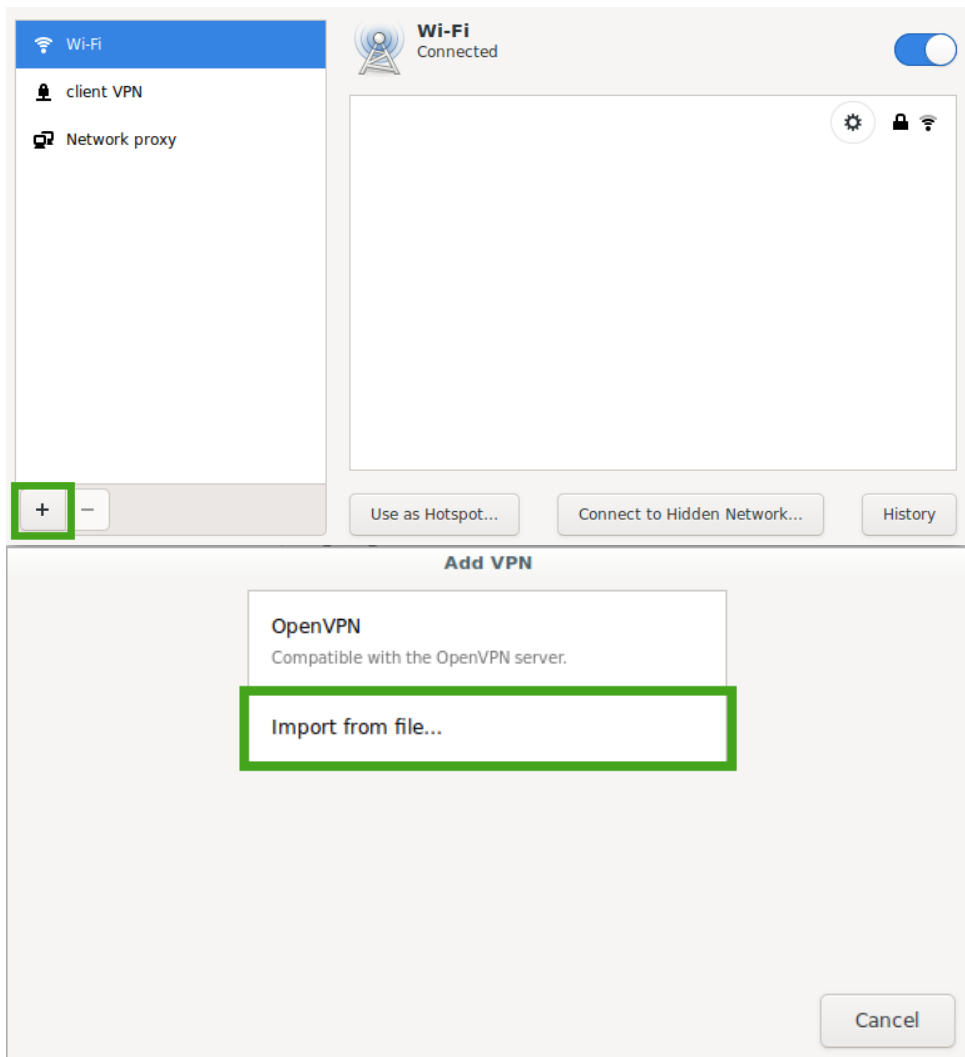 Wi-Fi
client VPN
Network proxy
Wi-Fi
Connected
+
−
Use as Hotspot...
Connect to Hidden Network...
History
Add VPN
OpenVPN
Compatible with the OpenVPN server.
Import from file...
Cancel